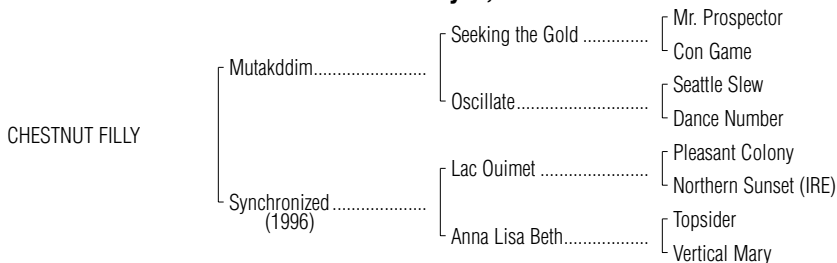 Mr. Prospector
Seeking the Gold ..............
Con Game
Mutakddim........................
Seattle Slew
Oscillate............................
Dance Number
CHESTNUT FILLY
Pleasant Colony
Lac Ouimet .......................
Northern Sunset (IRE)
Synchronized ....................
(1996)
Topsider
Anna Lisa Beth..................
Vertical Mary